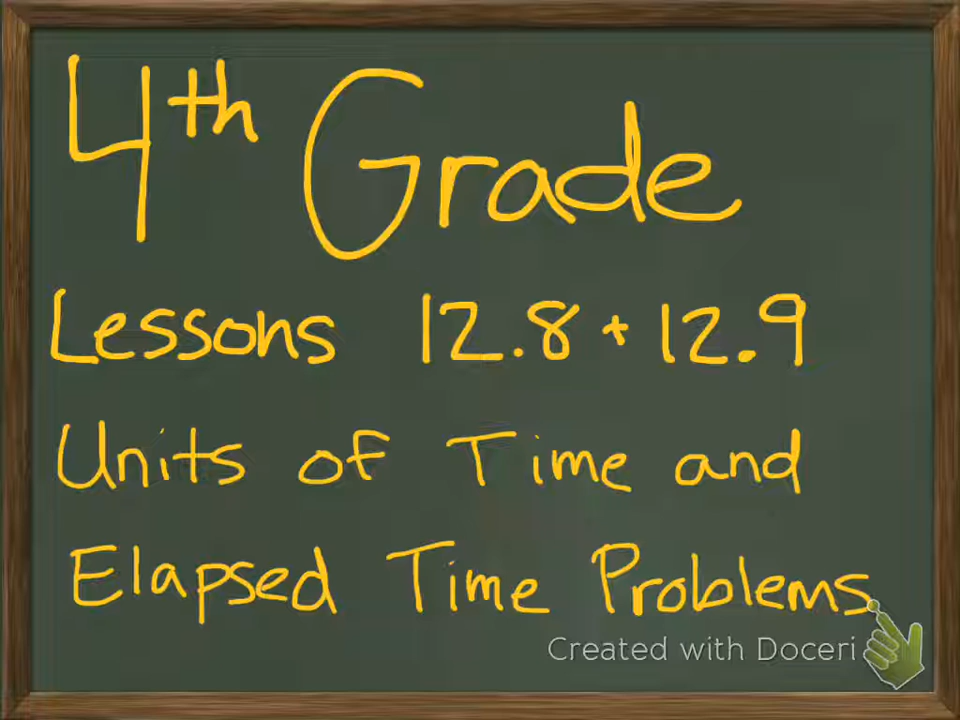 4th Grade
Lessons 12.8 + 12.9
Units of Time and
Elapsed Time Problems
Created with Doceri